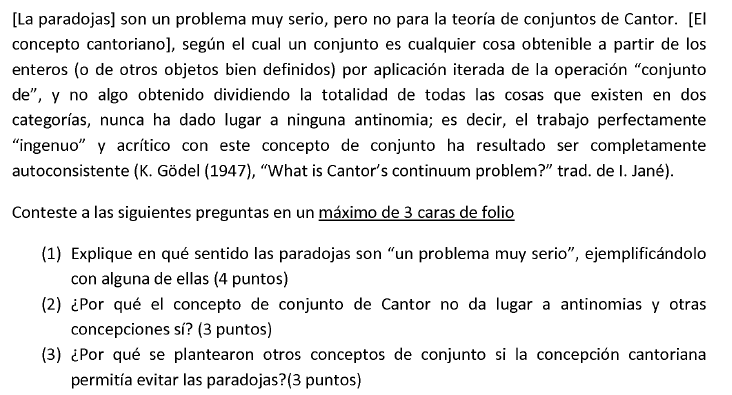 [La paradojas] son un problema muy serio, pero no para la teoría de conjuntos de Cantor. [El
concepto cantoriano], según el cual un conjunto es cualquier cosa obtenible a partir de los
enteros (o de otros objetos bien definidos) por aplicación iterada de la operación “conjunto
de”, y no algo obtenido dividiendo la totalidad de todas las cosas que existen en dos
categorías, nunca ha dado lugar a ninguna antinomia; es decir, el trabajo perfectamente
“ingenuo” y acrítico con este concepto de conjunto ha resultado ser completamente
autoconsistente (K. Gödel (1947), “What is Cantor’s continuum problem?” trad. de I. Jané).
Conteste a las siguientes preguntas en un máximo de 3 caras de folio
(1) Explique en qué sentido las paradojas son “un problema muy serio”, ejemplificándolo
con alguna de ellas (4 puntos)
(2) ¿Por qué el concepto de conjunto de Cantor no da lugar a antinomias y otras
concepciones sí? (3 puntos)
(3) ¿Por qué se plantearon otros conceptos de conjunto si la concepción cantoriana
permitía evitar las paradojas?(3 puntos)